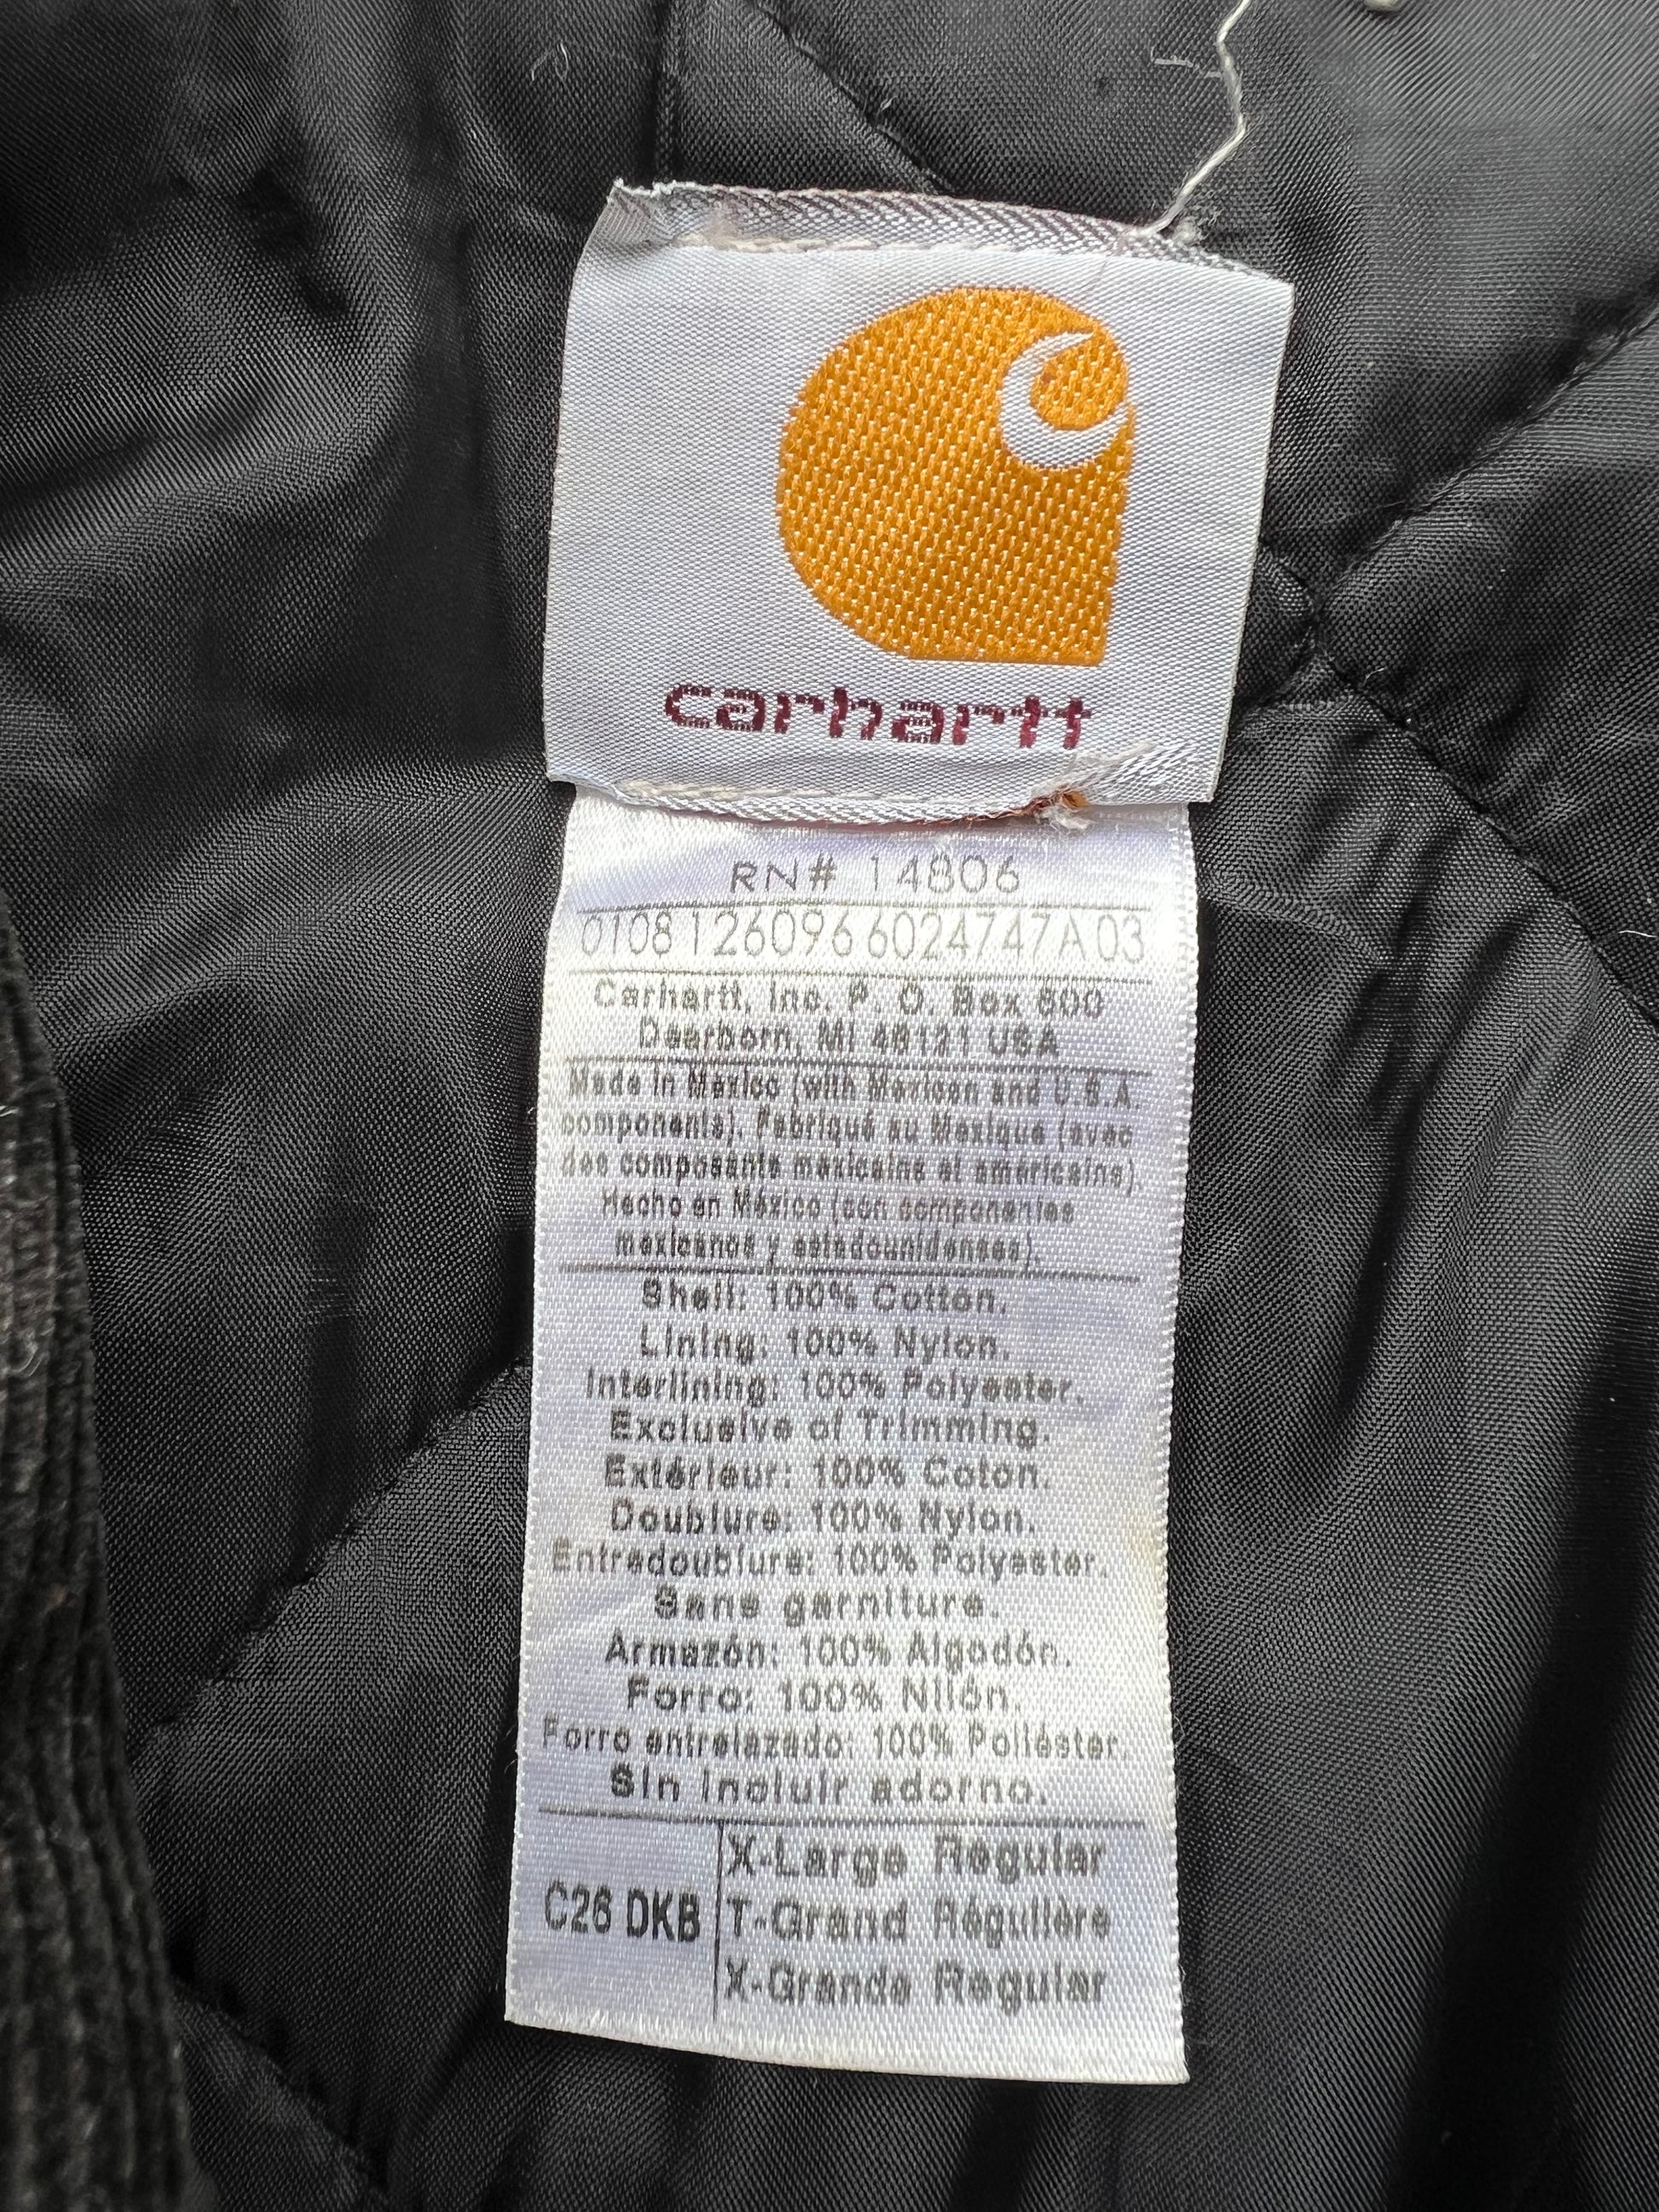 carhartt
RN# 14806
0108 1260966024747A 03
Carhartt, Inc. P. O. Box 600
Dearborn, MI 48121 USA
Made in Mexico (with Mexican and U.S.A.
components). Fabriqué au Mexique (avec
des composants mexicains et américains).
Hecho en México (con componentes
mexicanos y estadounidenses).
Shell: 100% Cotton.
Lining: 100% Nylon.
Interlining: 100% Polyester.
Exclusive of Trimming.
Extérieur: 100% Coton.
Doublure: 100% Nylon.
Entredoublure: 100% Polyester.
Sans garniture.
Armazón: 100% Algodón.
Forro: 100% Nilón.
Forro entrelazado: 100% Poliéster.
Sin incluir adorno.
C26 DKB
X-Large Regular
T-Grand Régulière
X-Grande Regular